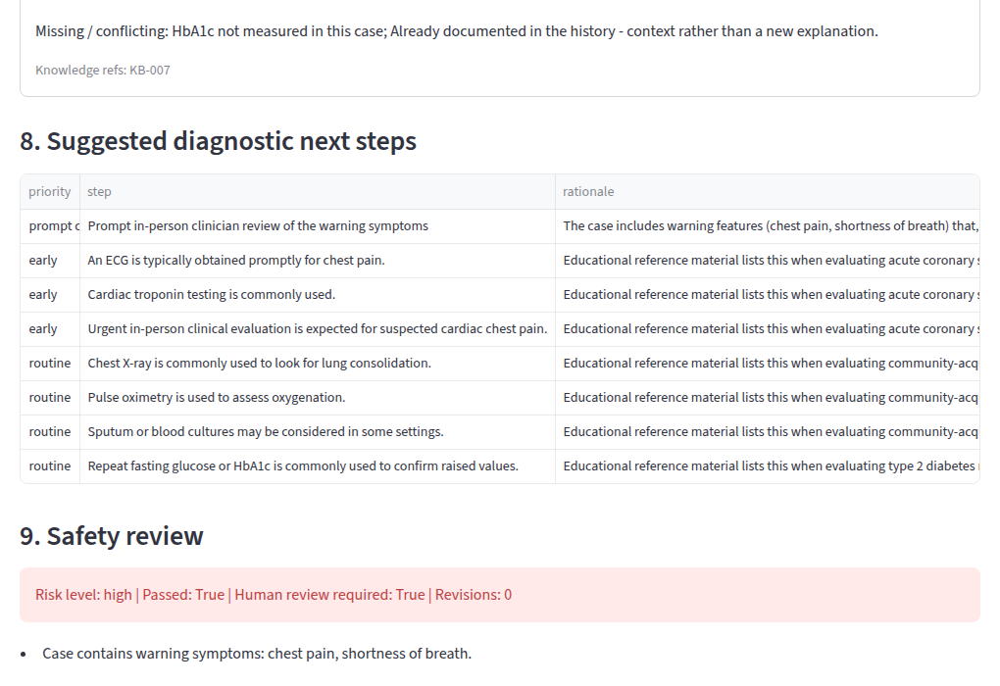 Missing / conflicting: HbA1c not measured in this case; Already documented in the history - context rather than a new explanation.
Knowledge refs: KB-007
8. Suggested diagnostic next steps
priority step rationale
prompt c Prompt in-person clinician review of the warning symptoms The case includes warning features (chest pain, shortness of breath) that,
early An ECG is typically obtained promptly for chest pain. Educational reference material lists this when evaluating acute coronary s
early Cardiac troponin testing is commonly used. Educational reference material lists this when evaluating acute coronary s
early Urgent in-person clinical evaluation is expected for suspected cardiac chest pain. Educational reference material lists this when evaluating acute coronary s
routine Chest X-ray is commonly used to look for lung consolidation. Educational reference material lists this when evaluating community-acq
routine Pulse oximetry is used to assess oxygenation. Educational reference material lists this when evaluating community-acq
routine Sputum or blood cultures may be considered in some settings. Educational reference material lists this when evaluating community-acq
routine Repeat fasting glucose or HbA1c is commonly used to confirm raised values. Educational reference material lists this when evaluating type 2 diabetes
9. Safety review
Risk level: high | Passed: True | Human review required: True | Revisions: 0
• Case contains warning symptoms: chest pain, shortness of breath.